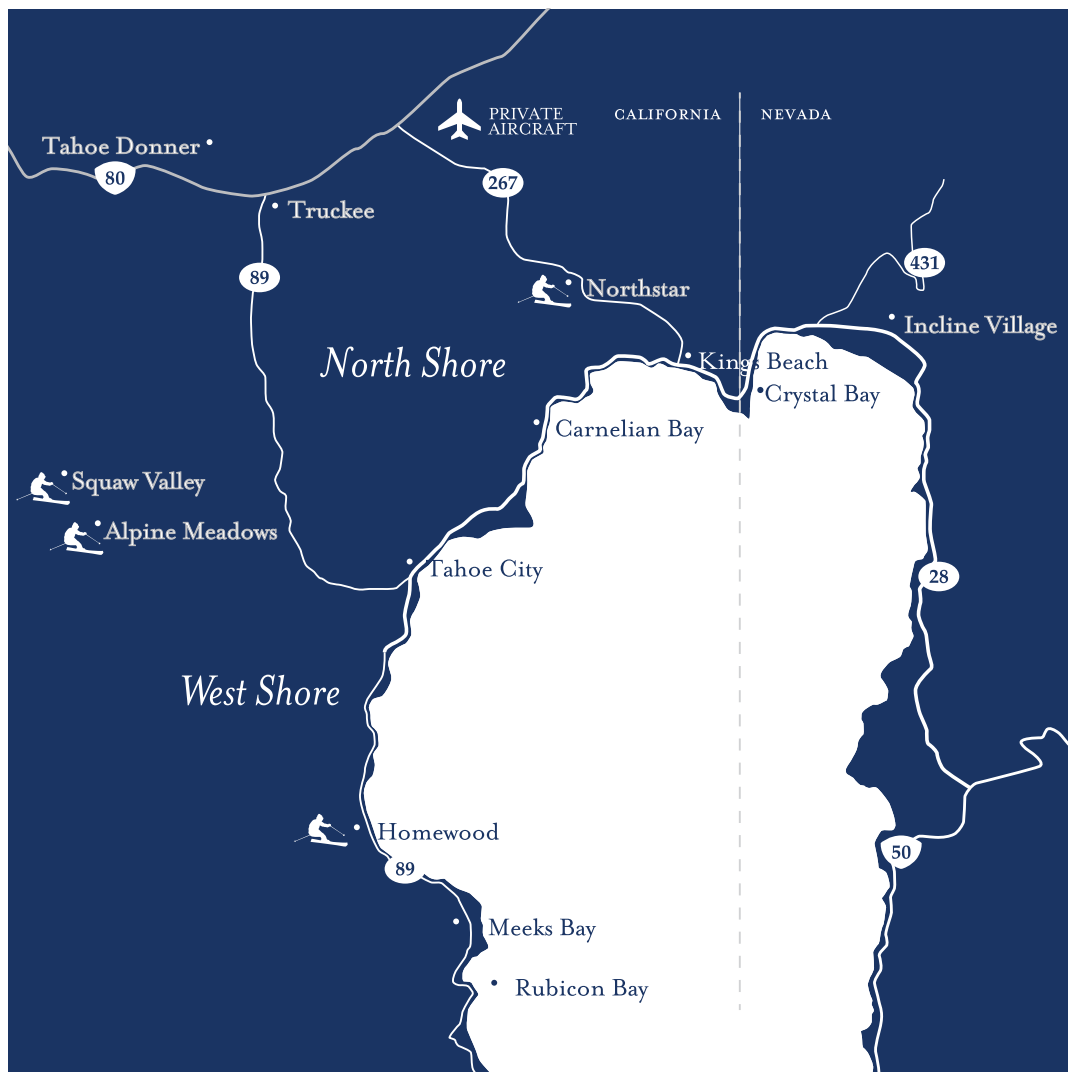 PRIVATE
AIRCRAFT
CALIFORNIA
NEVADA
Tahoe Donner
80
267
Truckee
89
431
Northstar
Incline Village
North Shore
Kings Beach
Crystal Bay
Carnelian Bay
Squaw Valley
Alpine Meadows
Tahoe City
28
West Shore
Homewood
89
50
Meeks Bay
Rubicon Bay